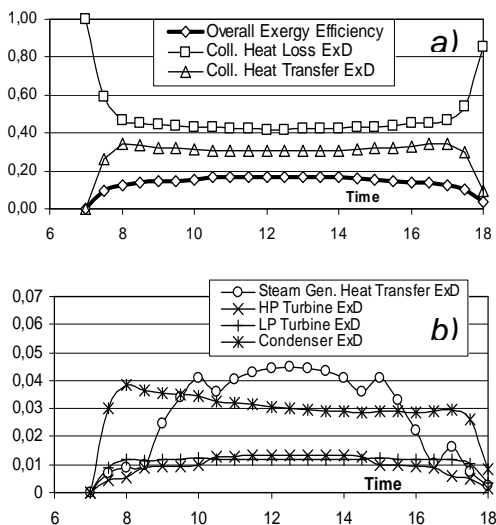 Overall Exergy Efficiency
Coll. Heat Loss ExD
Coll. Heat Transfer ExD
a)
1,00
0,80
0,60
0,40
0,20
0,00
Time
6 8 10 12 14 16 18
Steam Gen. Heat Transfer ExD
HP Turbine ExD
LP Turbine ExD
Condenser ExD
b)
0,07
0,06
0,05
0,04
0,03
0,02
0,01
0
Time
6 8 10 12 14 16 18